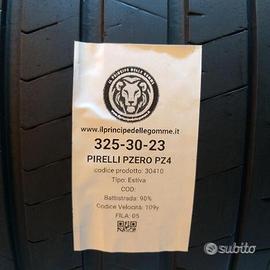 IL PRINCIPE DELLE GOMME
www.ilprincipedellegomme.it
325-30-23
PIRELLI PZERO PZ4
codice prodotto: 30410
Tipo: Estiva
COD:
Battistrada: 90%
Codice Velocità: 109y
FILA: 05
subito